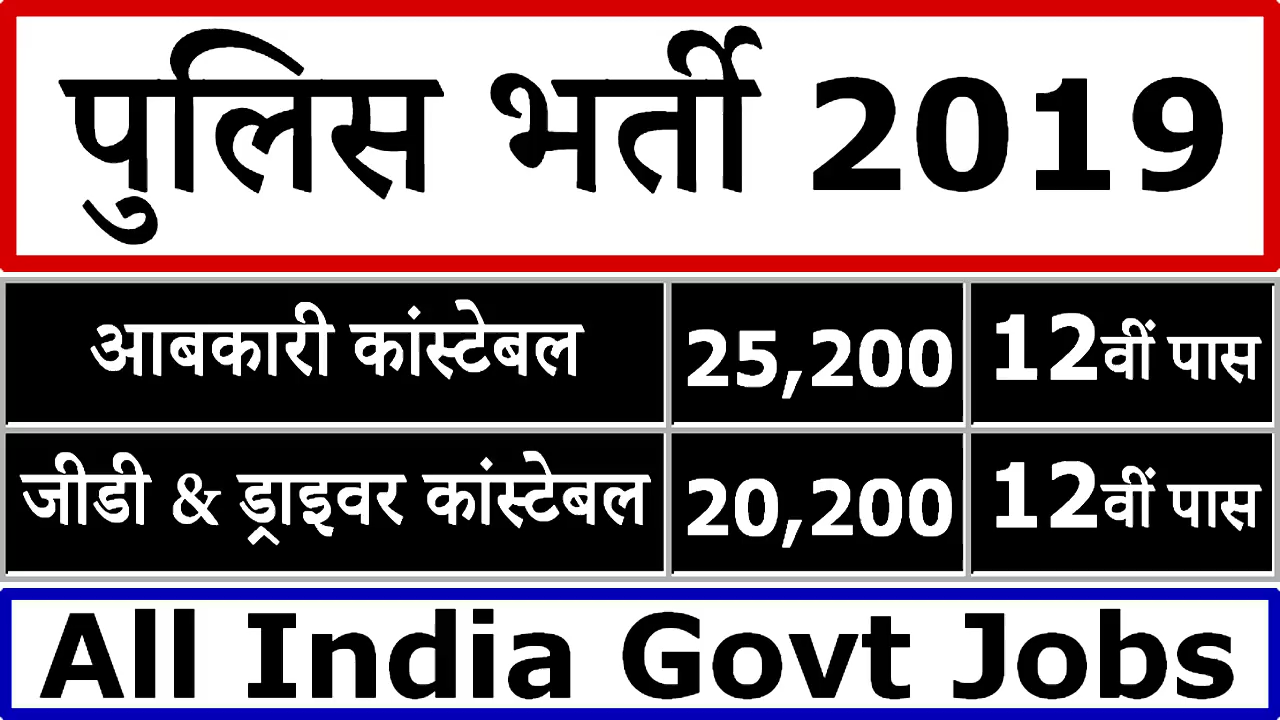 पुलिस भर्ती 2019
आबकारी कांस्टेबल 25,200 12वीं पास
जीडी & ड्राइवर कांस्टेबल 20,200 12वीं पास
All India Govt Jobs